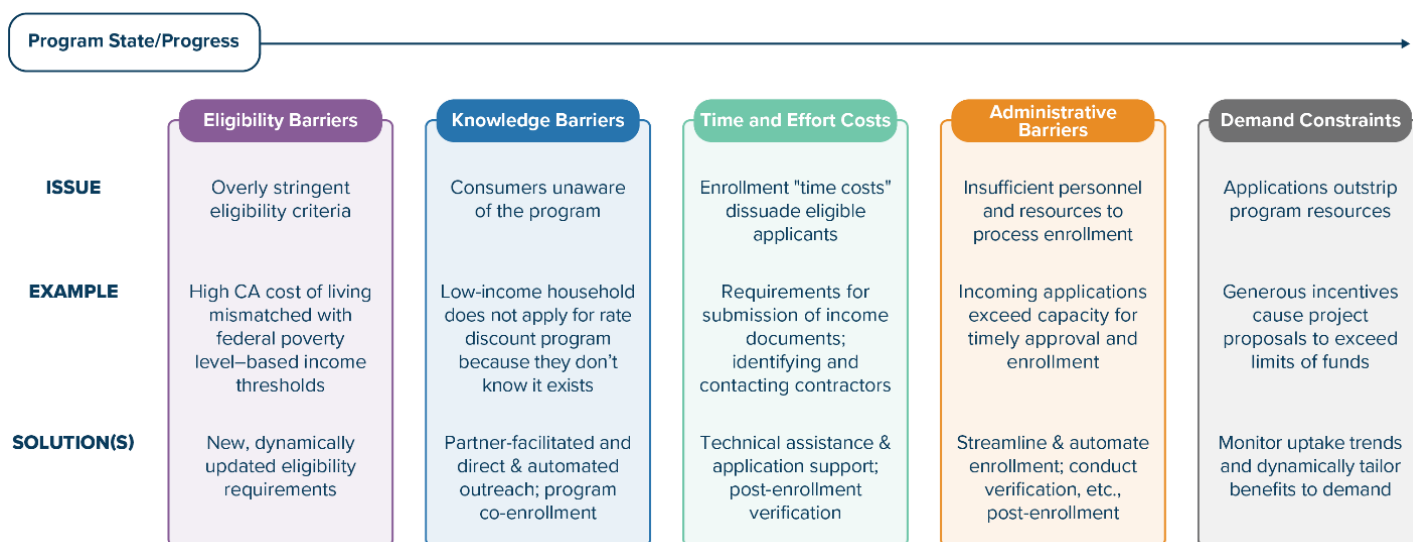 Program State/Progress
Eligibility Barriers
Knowledge Barriers
Time and Effort Costs
Administrative
Barriers
Demand Constraints
ISSUE
Overly stringent
eligibility criteria
Consumers unaware
of the program
Enrollment "time costs"
dissuade eligible
applicants
Insufficient personnel
and resources to
process enrollment
Applications outstrip
program resources
EXAMPLE
High CA cost of living
mismatched with
federal poverty
level–based income
thresholds
Low-income household
does not apply for rate
discount program
because they don’t
know it exists
Requirements for
submission of income
documents;
identifying and
contacting contractors
Incoming applications
exceed capacity for
timely approval and
enrollment
Generous incentives
cause project
proposals to exceed
limits of funds
SOLUTION(S)
New, dynamically
updated eligibility
requirements
Partner-facilitated and
direct & automated
outreach; program
co-enrollment
Technical assistance &
application support;
post-enrollment
verification
Streamline & automate
enrollment; conduct
verification, etc.,
post-enrollment
Monitor uptake trends
and dynamically tailor
benefits to demand